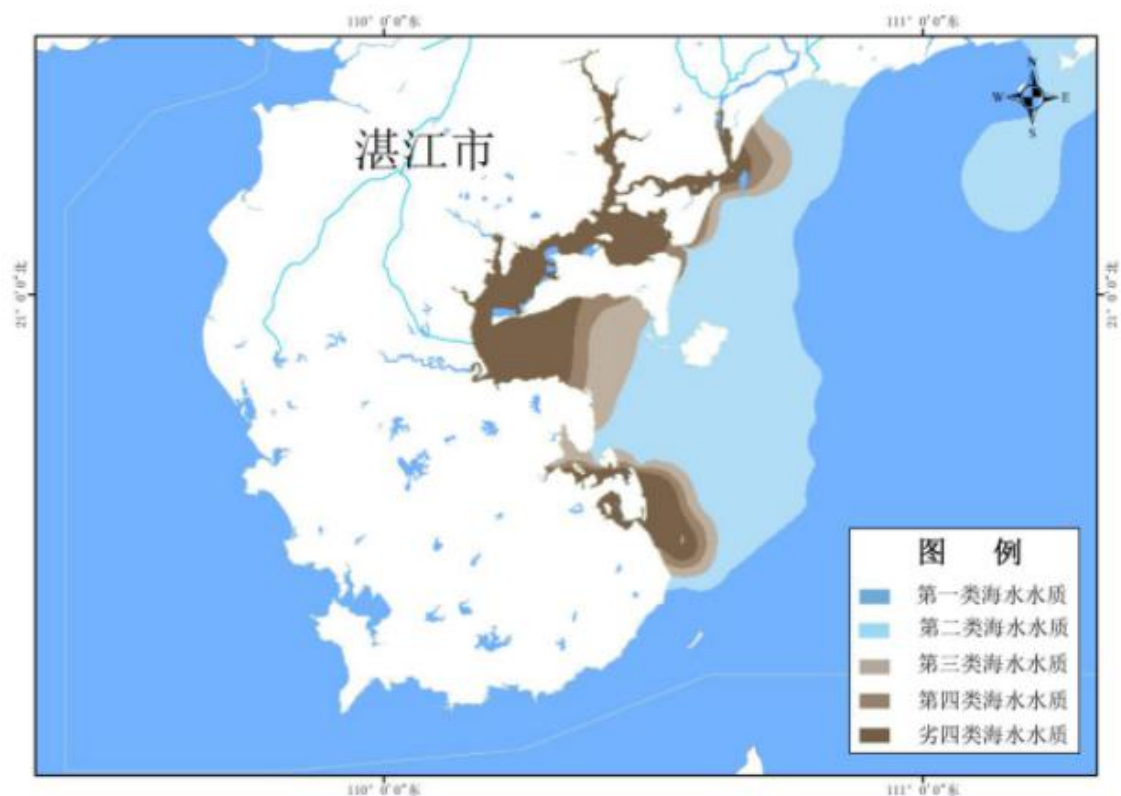 110°0′0″东
111°0′0″东
N
W
E
S
湛江市
21°0′0″北
21°0′0″北
图 例
第一类海水水质
第二类海水水质
第三类海水水质
第四类海水水质
劣四类海水水质
110°0′0″东
111°0′0″东